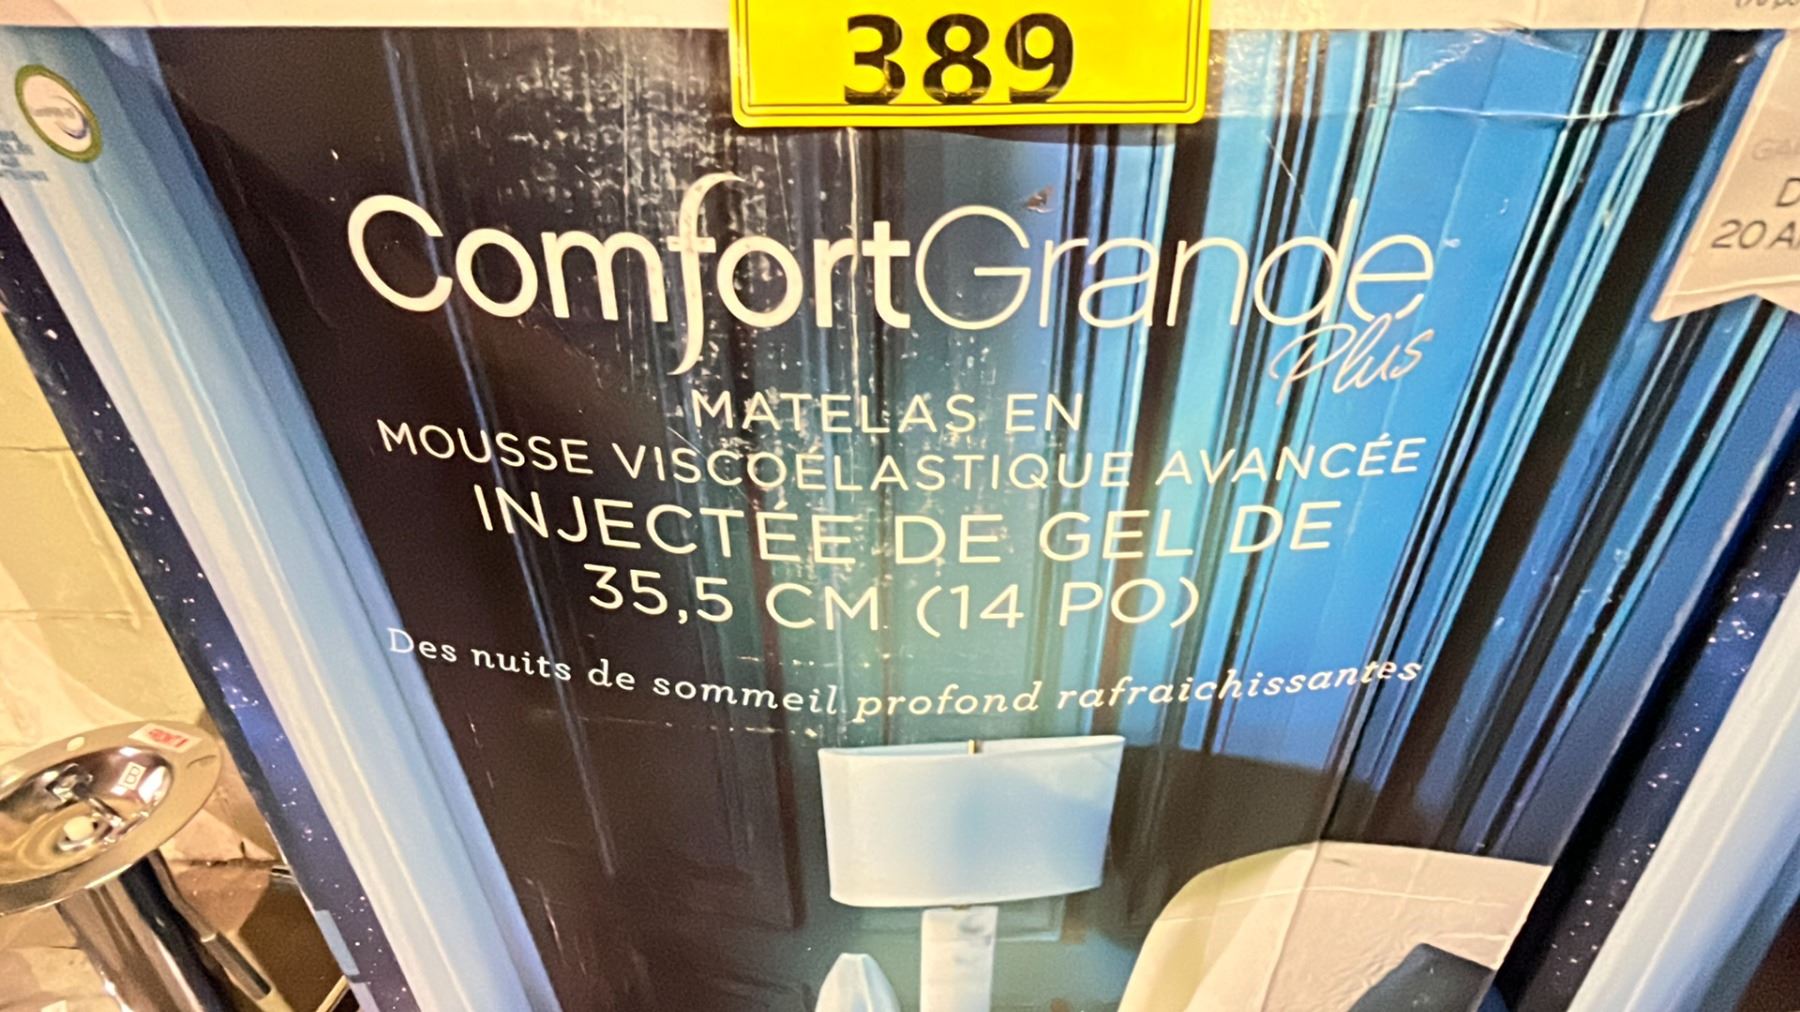 389
ComfortGrande
Plus
MATELAS EN
MOUSSE VISCOÉLASTIQUE AVANCÉE
INJECTÉE DE GEL DE
35,5 CM (14 PO)
Des nuits de sommeil profond rafraichissantes
20